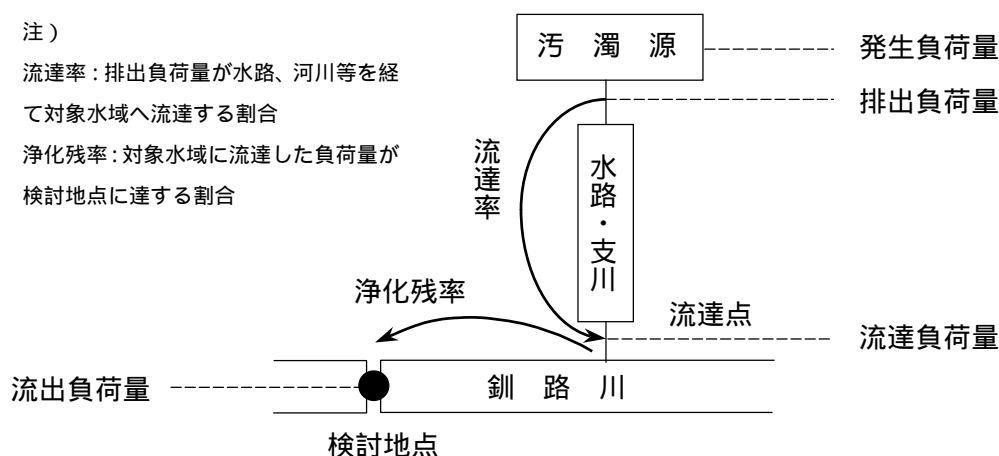 注）
流達率：排出負荷量が水路、河川等を経
て対象水域へ流達する割合
浄化残率：対象水域に流達した負荷量が
検討地点に達する割合
汚 濁 源
発生負荷量
排出負荷量
流達率
水路・支川
浄化残率
流達点
流達負荷量
流出負荷量
釧 路 川
検討地点